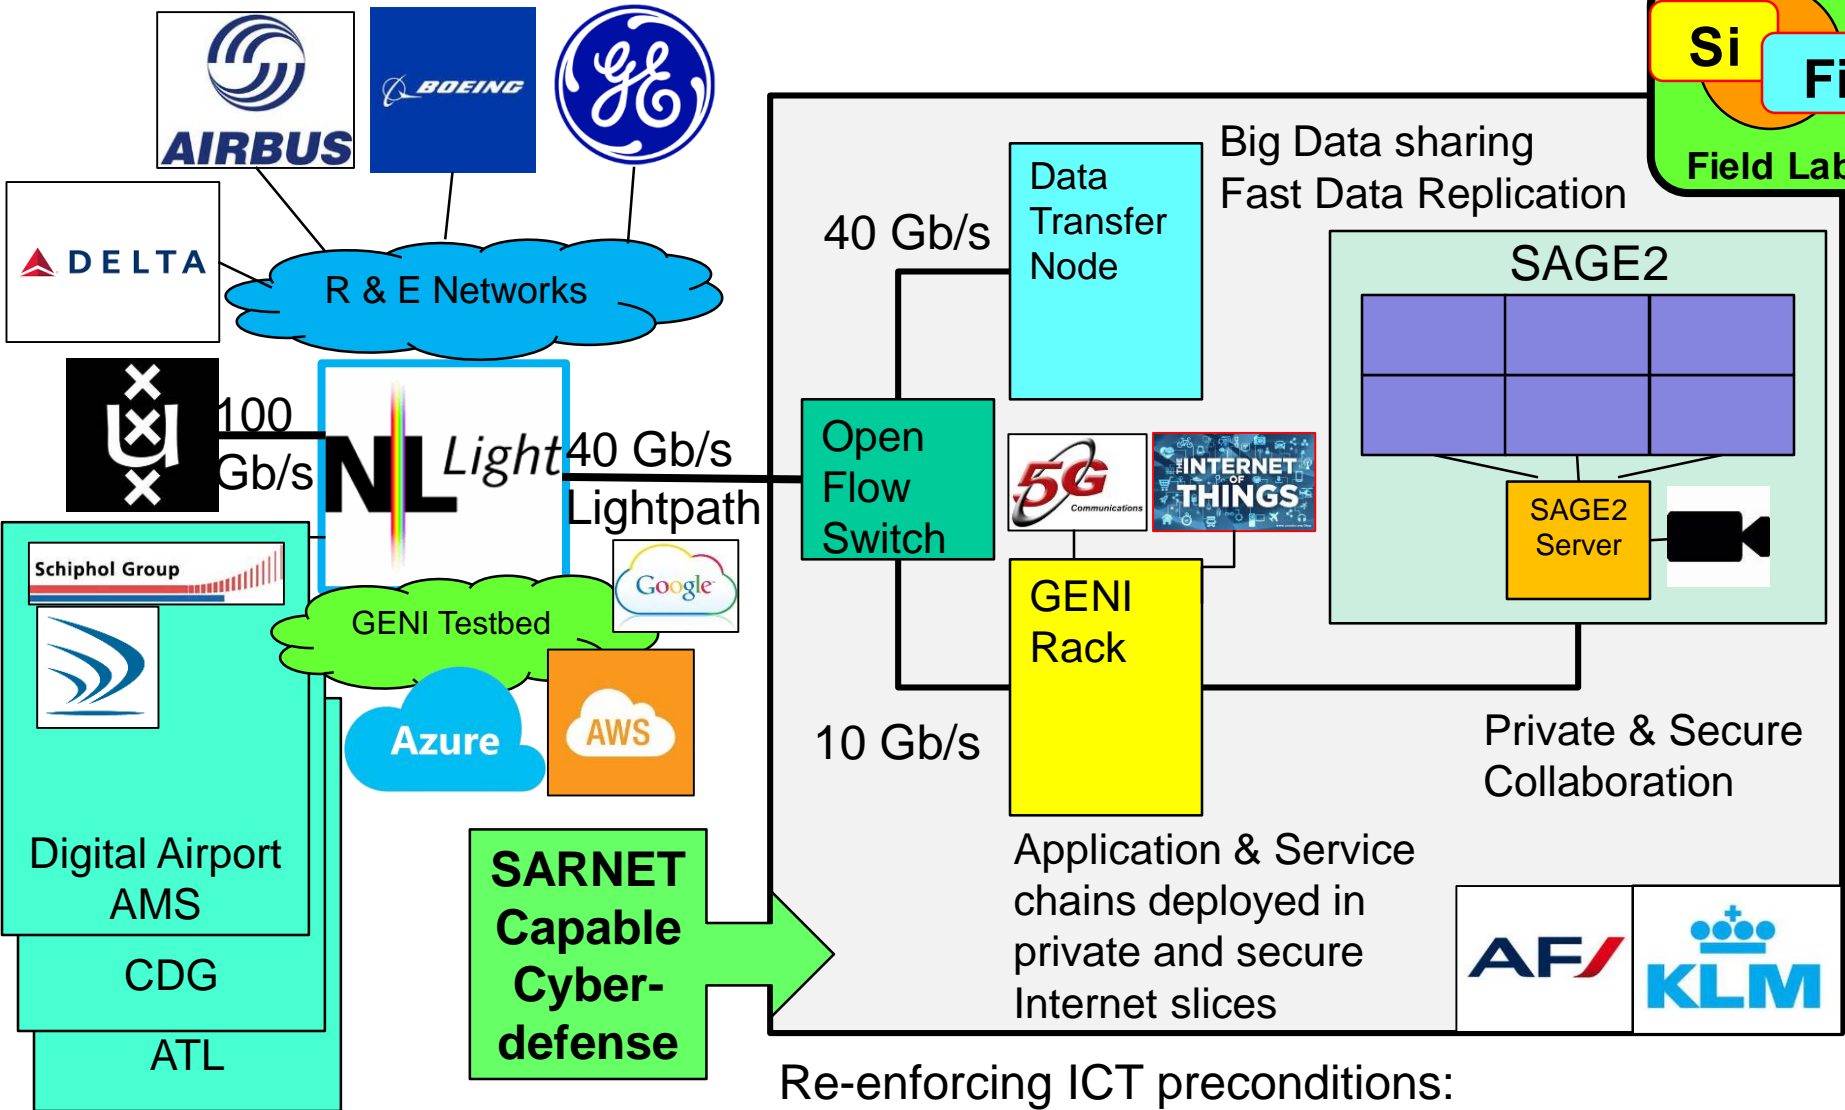 AIRBUS
BOEING
GE
Si
Fi
Field Lab
DELTA
R & E Networks
Big Data sharing
Fast Data Replication
Data
Transfer
Node
40 Gb/s
SAGE2
100
Gb/s
NL Light
40 Gb/s
Lightpath
Open
Flow
Switch
5G
Communications
THE
INTERNET
OF
THINGS
SAGE2
Server
Schiphol Group
Google
GENI Testbed
GENI
Rack
Azure
AWS
10 Gb/s
Private & Secure
Collaboration
Digital Airport
AMS
CDG
ATL
SARNET
Capable
Cyber-
defense
Application & Service
chains deployed in
private and secure
Internet slices
AF
KLM
Re-enforcing ICT preconditions: